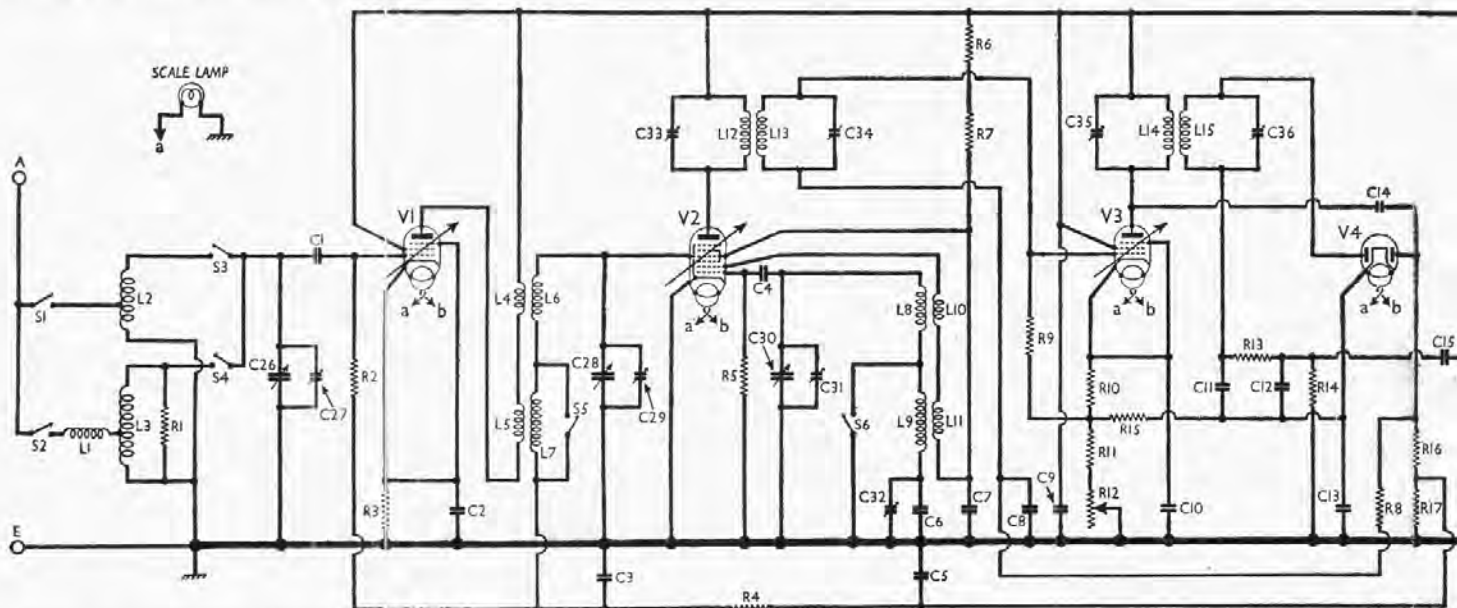 SCALE LAMP
a
A
S1
L2
S3
C1
S4
C26
C27
R2
L3
R1
S2
L1
E
V1
a
b
R3
C2
L4
L5
L6
L7
S5
C28
C29
C3
R4
C33
L12
L13
C34
V2
a
b
C4
R5
C30
C31
L8
L10
S6
L9
L11
C32
C6
C5
C7
R6
R7
C8
C9
R9
C35
L14
L15
C36
V3
a
b
R10
R11
R12
R15
C10
C11
R13
C12
R14
C13
C14
V4
a
b
C15
R8
R16
R17